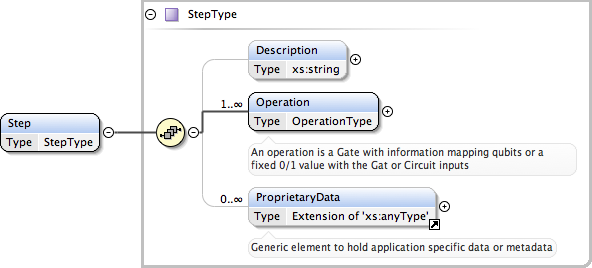 StepType
Description
Type xs:string
1..∞
Operation
Type OperationType
An operation is a Gate with information mapping qubits or a
fixed 0/1 value with the Gat or Circuit inputs
Step
Type StepType
0..∞
ProprietaryData
Type Extension of 'xs:anyType'
Generic element to hold application specific data or metadata